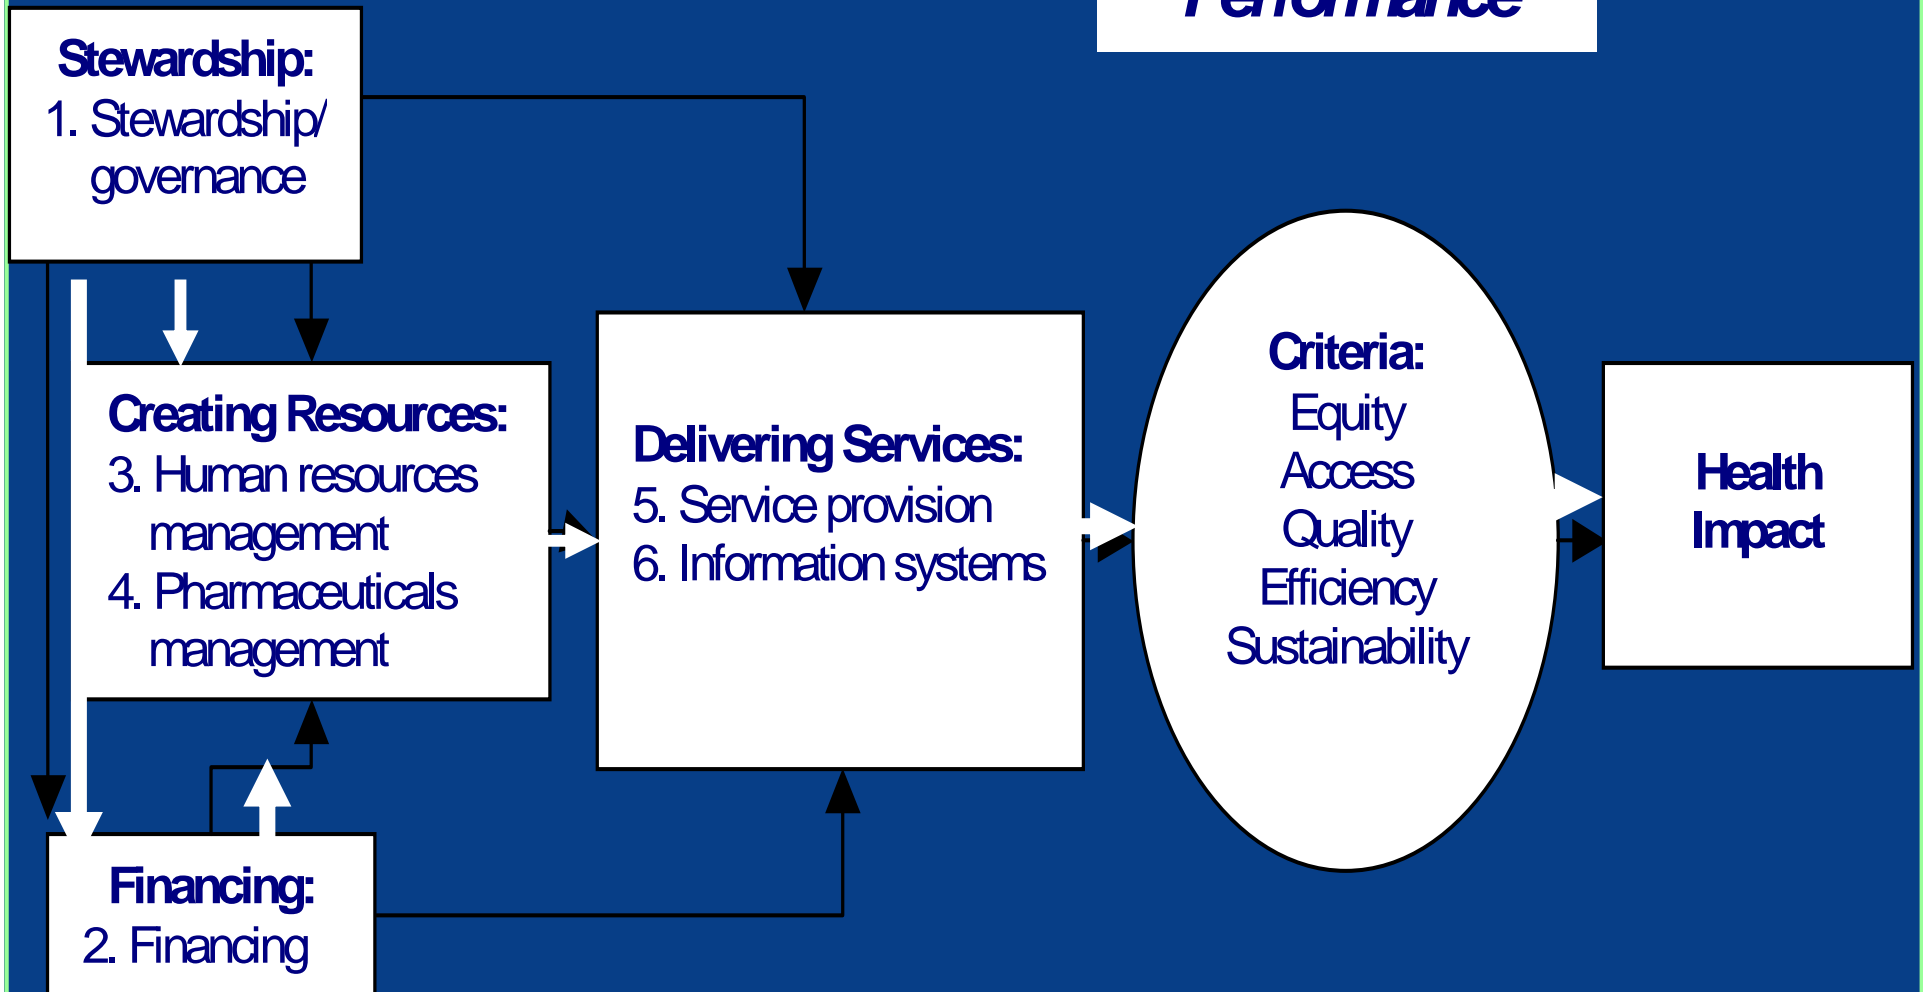 Performance
Stewardship:
1. Stewardship/
governance
Creating Resources:
3. Human resources
management
4. Pharmaceuticals
management
Financing:
2. Financing
Delivering Services:
5. Service provision
6. Information systems
Criteria:
Equity
Access
Quality
Efficiency
Sustainability
Health
Impact